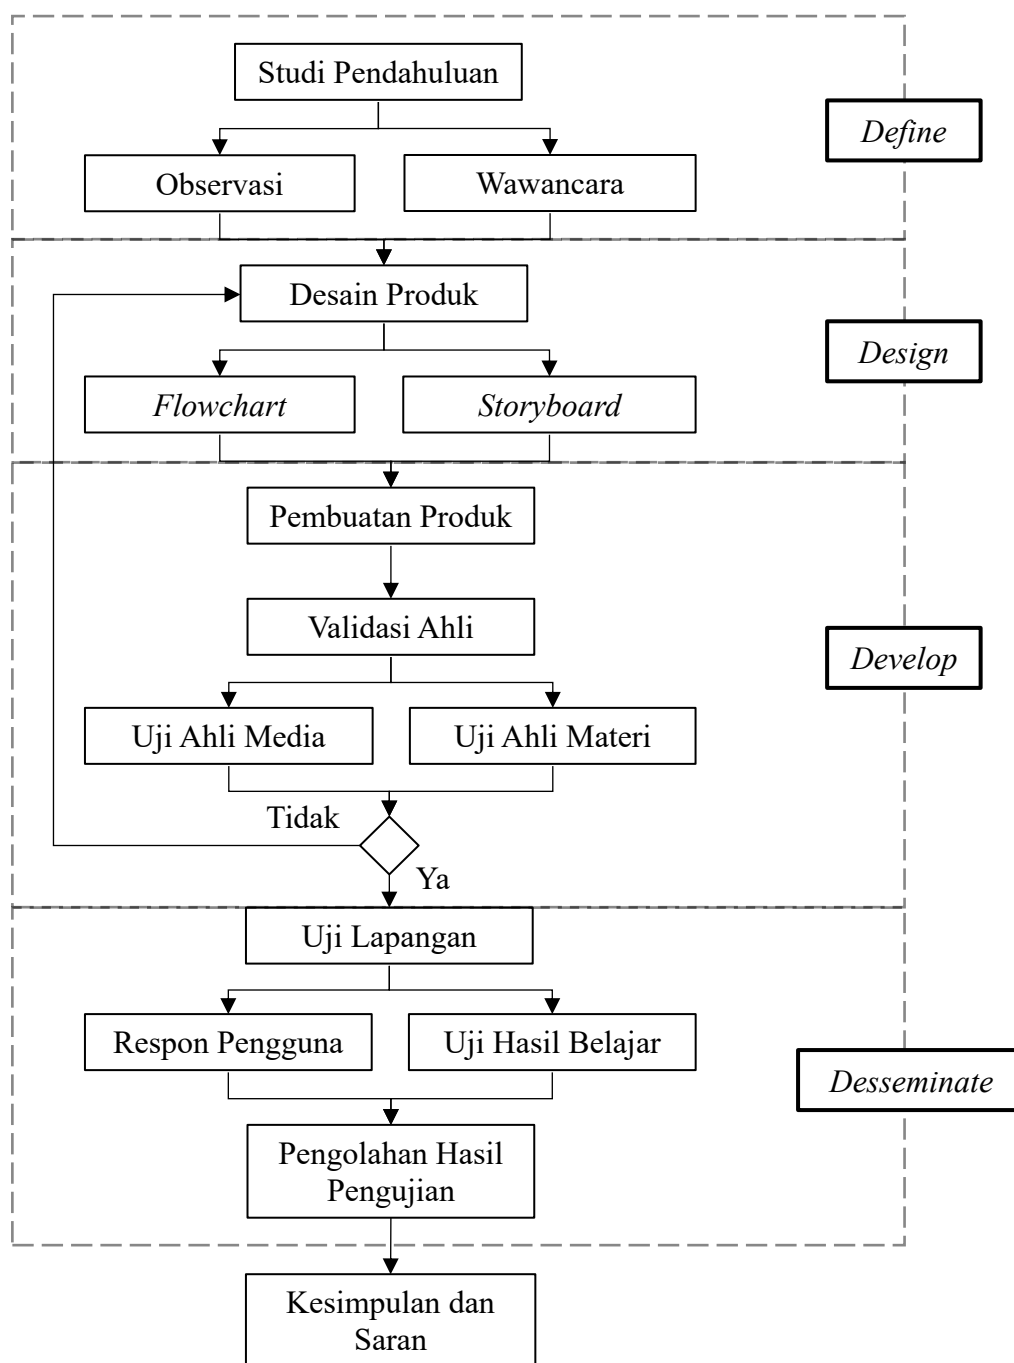 Studi Pendahuluan
Define
Observasi
Wawancara
Desain Produk
Design
Flowchart
Storyboard
Pembuatan Produk
Validasi Ahli
Develop
Uji Ahli Media
Uji Ahli Materi
Tidak
Ya
Uji Lapangan
Respon Pengguna
Uji Hasil Belajar
Desseminate
Pengolahan Hasil
Pengujian
Kesimpulan dan
Saran